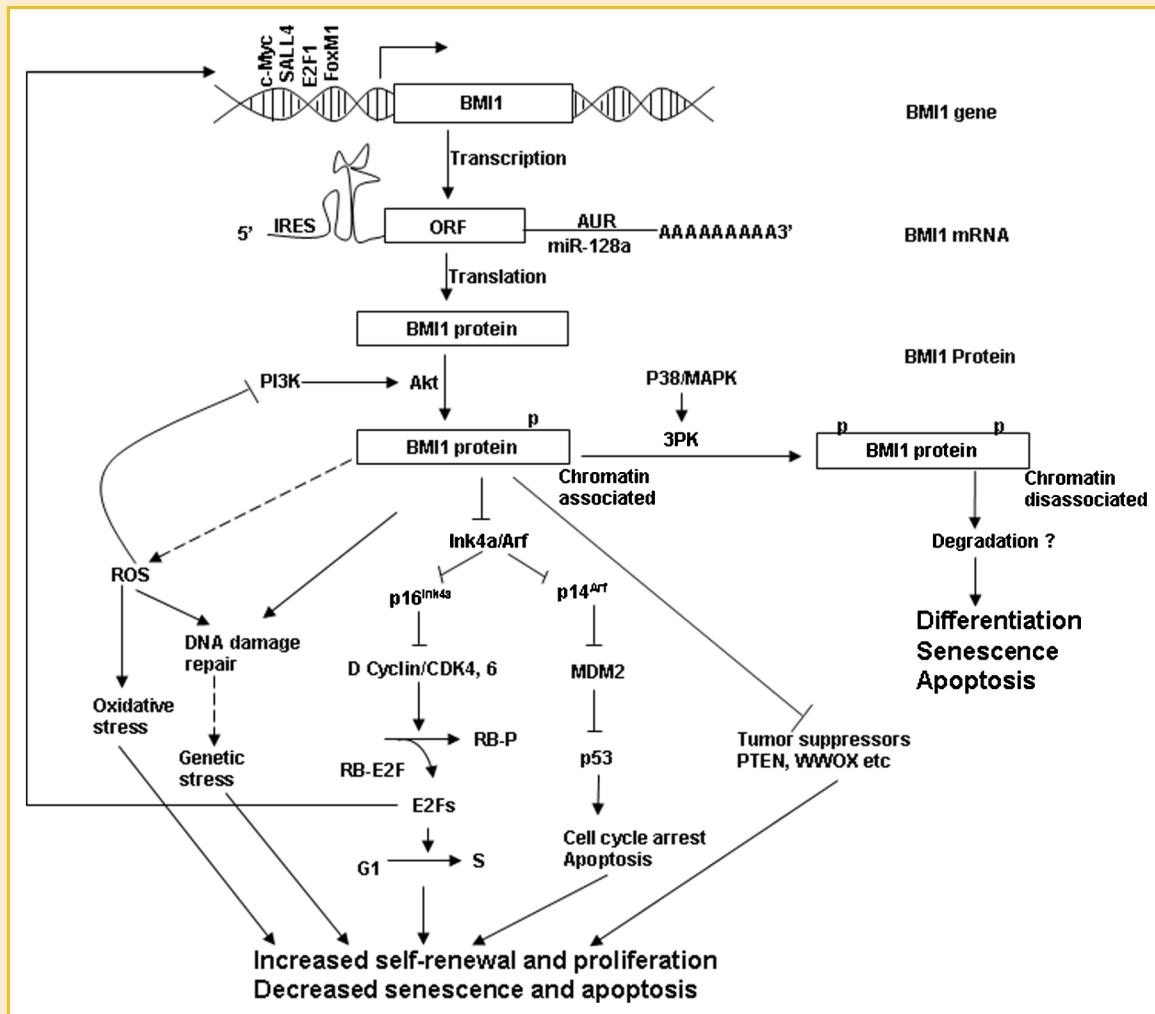 c-Myc
SALL4
E2F1
FoxM1
BMI1
BMI1 gene
Transcription
5’ IRES
ORF
AUR
miR-128a
AAAAAAAAA3’
BMI1 mRNA
Translation
BMI1 protein
BMI1 Protein
PI3K
Akt
P38/MAPK
3PK
p
BMI1 protein
Chromatin
associated
p
p
BMI1 protein
Chromatin
disassociated
Ink4a/Arf
Degradation ?
ROS
p16Ink4a
p14Arf
Differentiation
Senescence
Apoptosis
DNA damage
repair
D Cyclin/CDK4, 6
MDM2
Oxidative
stress
Genetic
stress
RB-P
RB-E2F
p53
Tumor suppressors
PTEN, WWOX etc
E2Fs
Cell cycle arrest
Apoptosis
G1
S
Increased self-renewal and proliferation
Decreased senescence and apoptosis